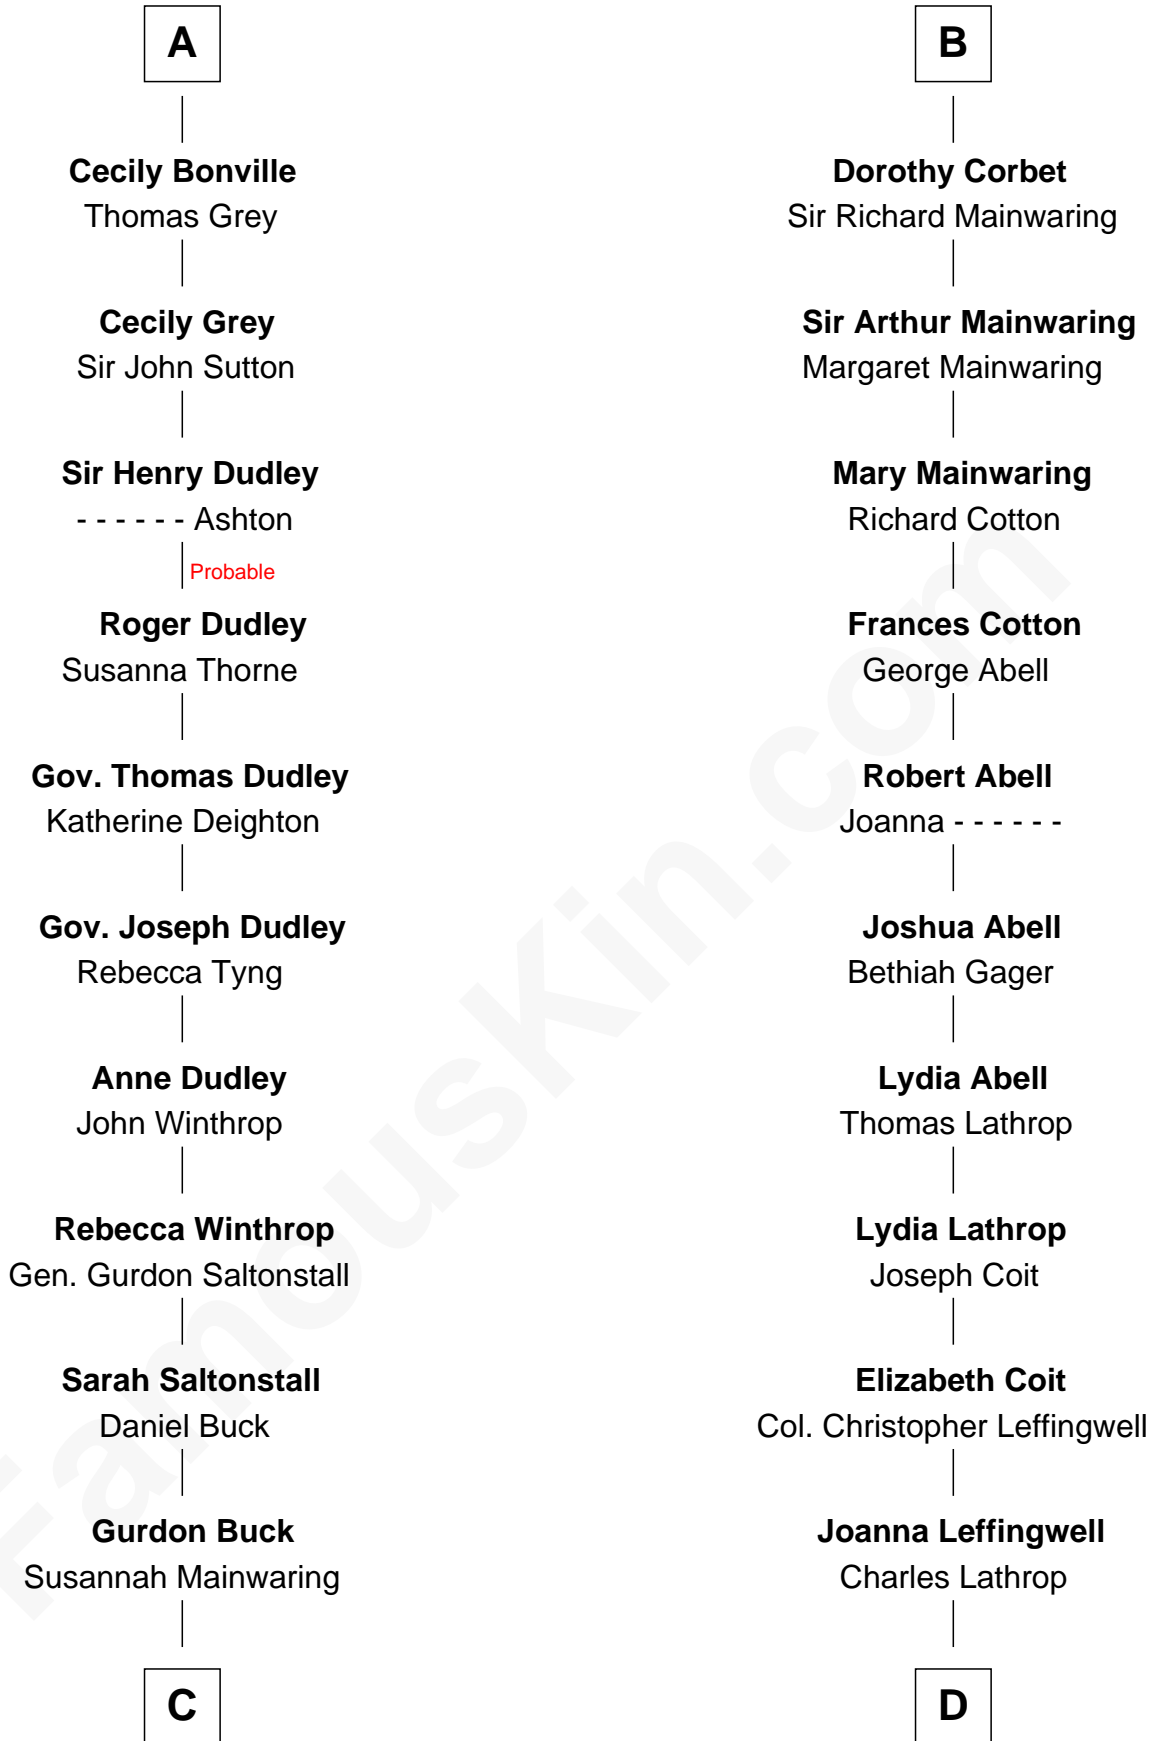 A
Cecily Bonville
Thomas Grey
Cecily Grey
Sir John Sutton
Sir Henry Dudley
- - - - - - Ashton
Probable
Roger Dudley
Susanna Thorne
Gov. Thomas Dudley
Katherine Deighton
Gov. Joseph Dudley
Rebecca Tyng
Anne Dudley
John Winthrop
Rebecca Winthrop
Gen. Gurdon Saltonstall
Sarah Saltonstall
Daniel Buck
Gurdon Buck
Susannah Mainwaring
C
B
Dorothy Corbet
Sir Richard Mainwaring
Sir Arthur Mainwaring
Margaret Mainwaring
Mary Mainwaring
Richard Cotton
Frances Cotton
George Abell
Robert Abell
Joanna - - - - - -
Joshua Abell
Bethiah Gager
Lydia Abell
Thomas Lathrop
Lydia Lathrop
Joseph Coit
Elizabeth Coit
Col. Christopher Leffingwell
Joanna Leffingwell
Charles Lathrop
D
FamousKin.com